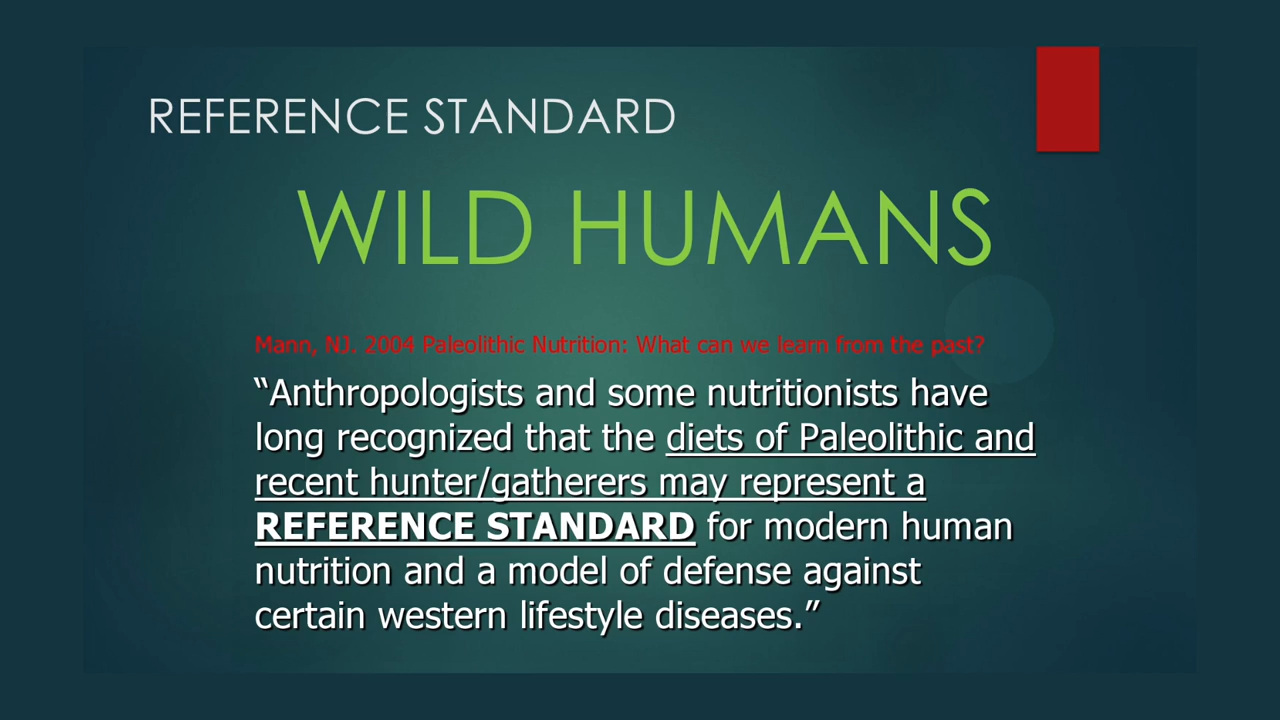 REFERENCE STANDARD
WILD HUMANS
Mann, NJ. 2004 Paleolithic Nutrition: What can we learn from the past?
“Anthropologists and some nutritionists have
long recognized that the diets of Paleolithic and
recent hunter/gatherers may represent a
REFERENCE STANDARD for modern human
nutrition and a model of defense against
certain western lifestyle diseases.”